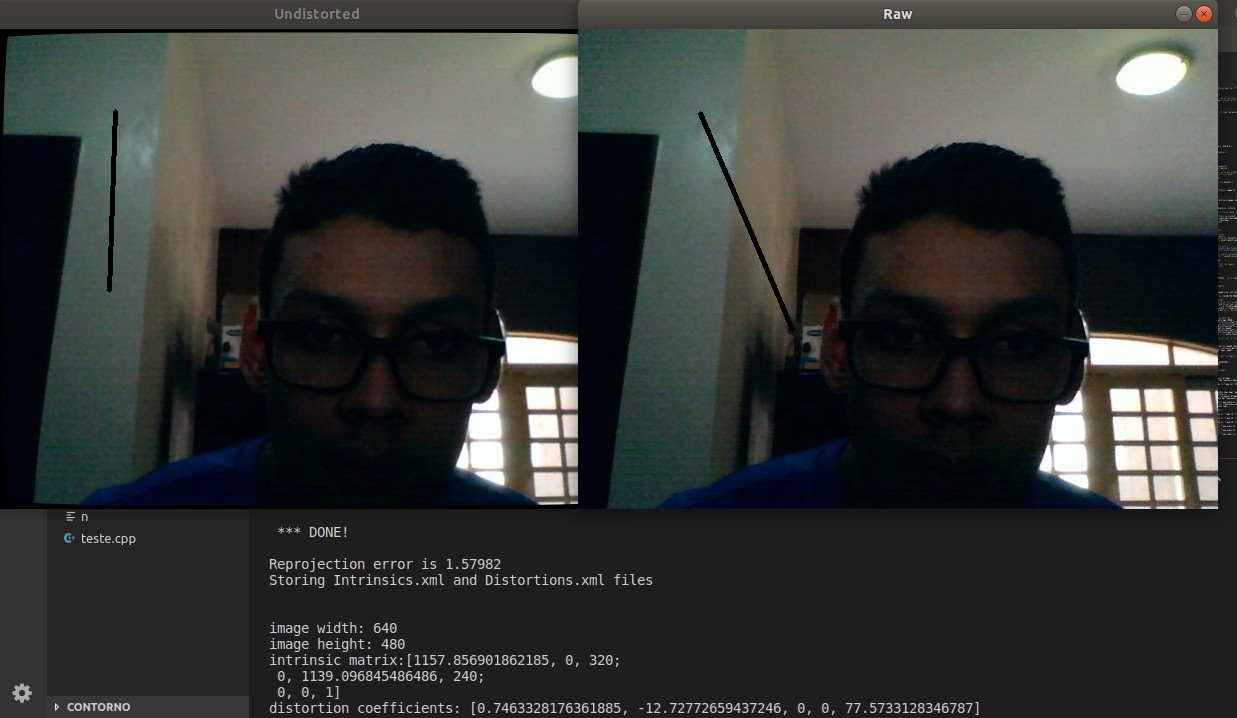 Undistorted
Raw
n
teste.cpp
CONTORNO
*** DONE!
Reprojection error is 1.57982
Storing Intrinsics.xml and Distortions.xml files
image width: 640
image height: 480
intrinsic matrix:[1157.856901862185, 0, 320;
0, 1139.096845486486, 240;
0, 0, 1]
distortion coefficients: [0.7463328176361885, -12.72772659437246, 0, 0, 77.5733128346787]